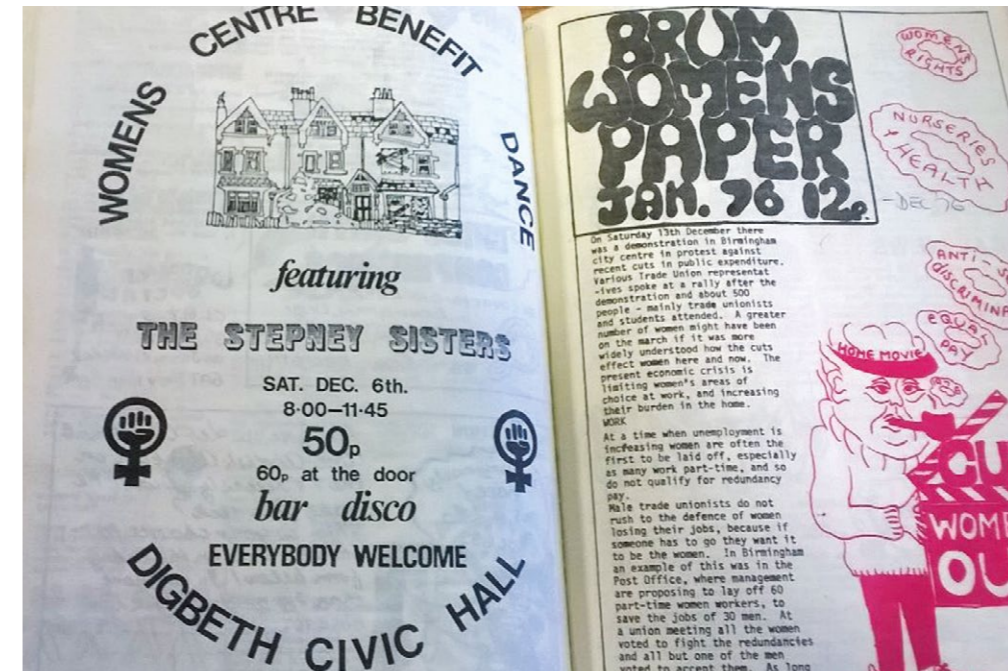 WOMENS CENTRE BENEFIT DANCE
featuring
THE STEPNEY SISTERS
SAT. DEC. 6th.
8·00–11·45
50p
60p at the door
bar disco
EVERYBODY WELCOME
DIGBETH CIVIC HALL
BRUM
WOMENS
PAPER
JAN. 76 12p.
On Saturday 13th December there
was a demonstration in Birmingham
city centre in protest against
recent cuts in public expenditure.
Various Trade Union representat
-ives spoke at a rally after the
demonstration and about 500
people - mainly trade unionists
and students attended. A greater
number of women might have been
on the march if it was more
widely understood how the cuts
effect women here and now. The
present economic crisis is
limiting women's areas of
choice at work, and increasing
their burden in the home.
WORK
At a time when unemployment is
increasing women are often the
first to be laid off, especially
as many work part-time, and so
do not qualify for redundancy
pay.
Male trade unionists do not
rush to the defence of women
losing their jobs, because if
someone has to go they want it
to be the women. In Birmingham
an example of this was in the
Post Office, where management
are proposing to lay off 60
part-time women workers, to
save the jobs of 30 men. At
a union meeting all the women
voted to fight the redundancies
and all but one of the men
voted to accept them. As long
WOMENS
RIGHTS
NURSERIES
+ HEALTH
-DEC 76
ANTI-
DISCRIMINA
EQUAL
PAY
HOME MOVIE
CU
WOM
OU